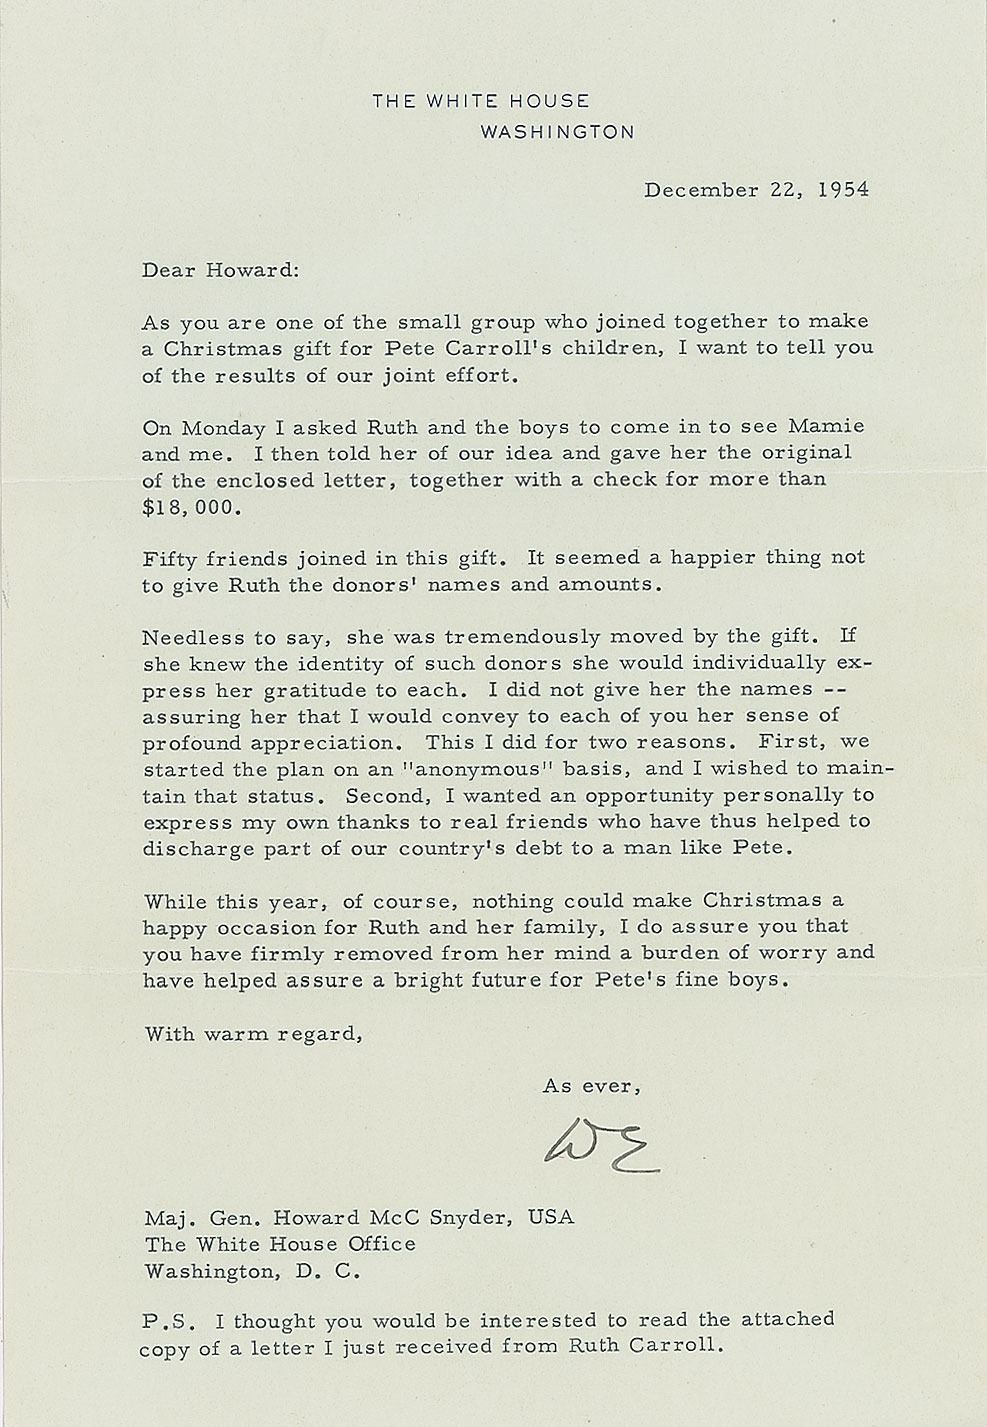 THE WHITE HOUSE
WASHINGTON
December 22, 1954
Dear Howard:
As you are one of the small group who joined together to make
a Christmas gift for Pete Carroll's children, I want to tell you
of the results of our joint effort.
On Monday I asked Ruth and the boys to come in to see Mamie
and me. I then told her of our idea and gave her the original
of the enclosed letter, together with a check for more than
$18,000.
Fifty friends joined in this gift. It seemed a happier thing not
to give Ruth the donors' names and amounts.
Needless to say, she was tremendously moved by the gift. If
she knew the identity of such donors she would individually ex-
press her gratitude to each. I did not give her the names --
assuring her that I would convey to each of you her sense of
profound appreciation. This I did for two reasons. First, we
started the plan on an "anonymous" basis, and I wished to main-
tain that status. Second, I wanted an opportunity personally to
express my own thanks to real friends who have thus helped to
discharge part of our country's debt to a man like Pete.
While this year, of course, nothing could make Christmas a
happy occasion for Ruth and her family, I do assure you that
you have firmly removed from her mind a burden of worry and
have helped assure a bright future for Pete's fine boys.
With warm regard,
As ever,
DE
Maj. Gen. Howard McC Snyder, USA
The White House Office
Washington, D. C.
P.S. I thought you would be interested to read the attached
copy of a letter I just received from Ruth Carroll.